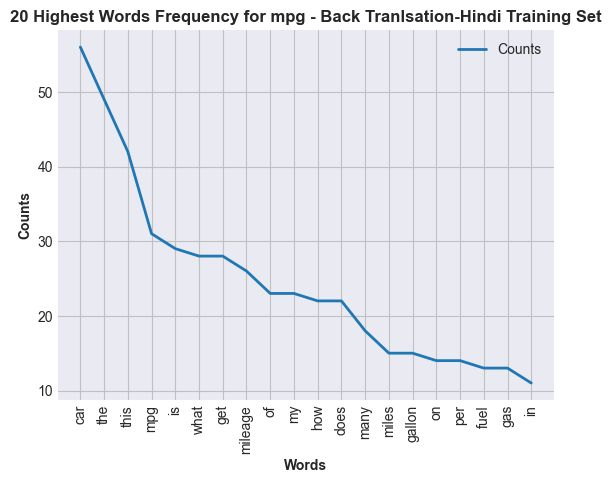 20 Highest Words Frequency for mpg - Back Tranlsation-Hindi Training Set
Counts
50
40
30
20
10
Counts
car
the
this
mpg
is
what
get
mileage
of
my
how
does
many
miles
gallon
on
per
fuel
gas
in
Words